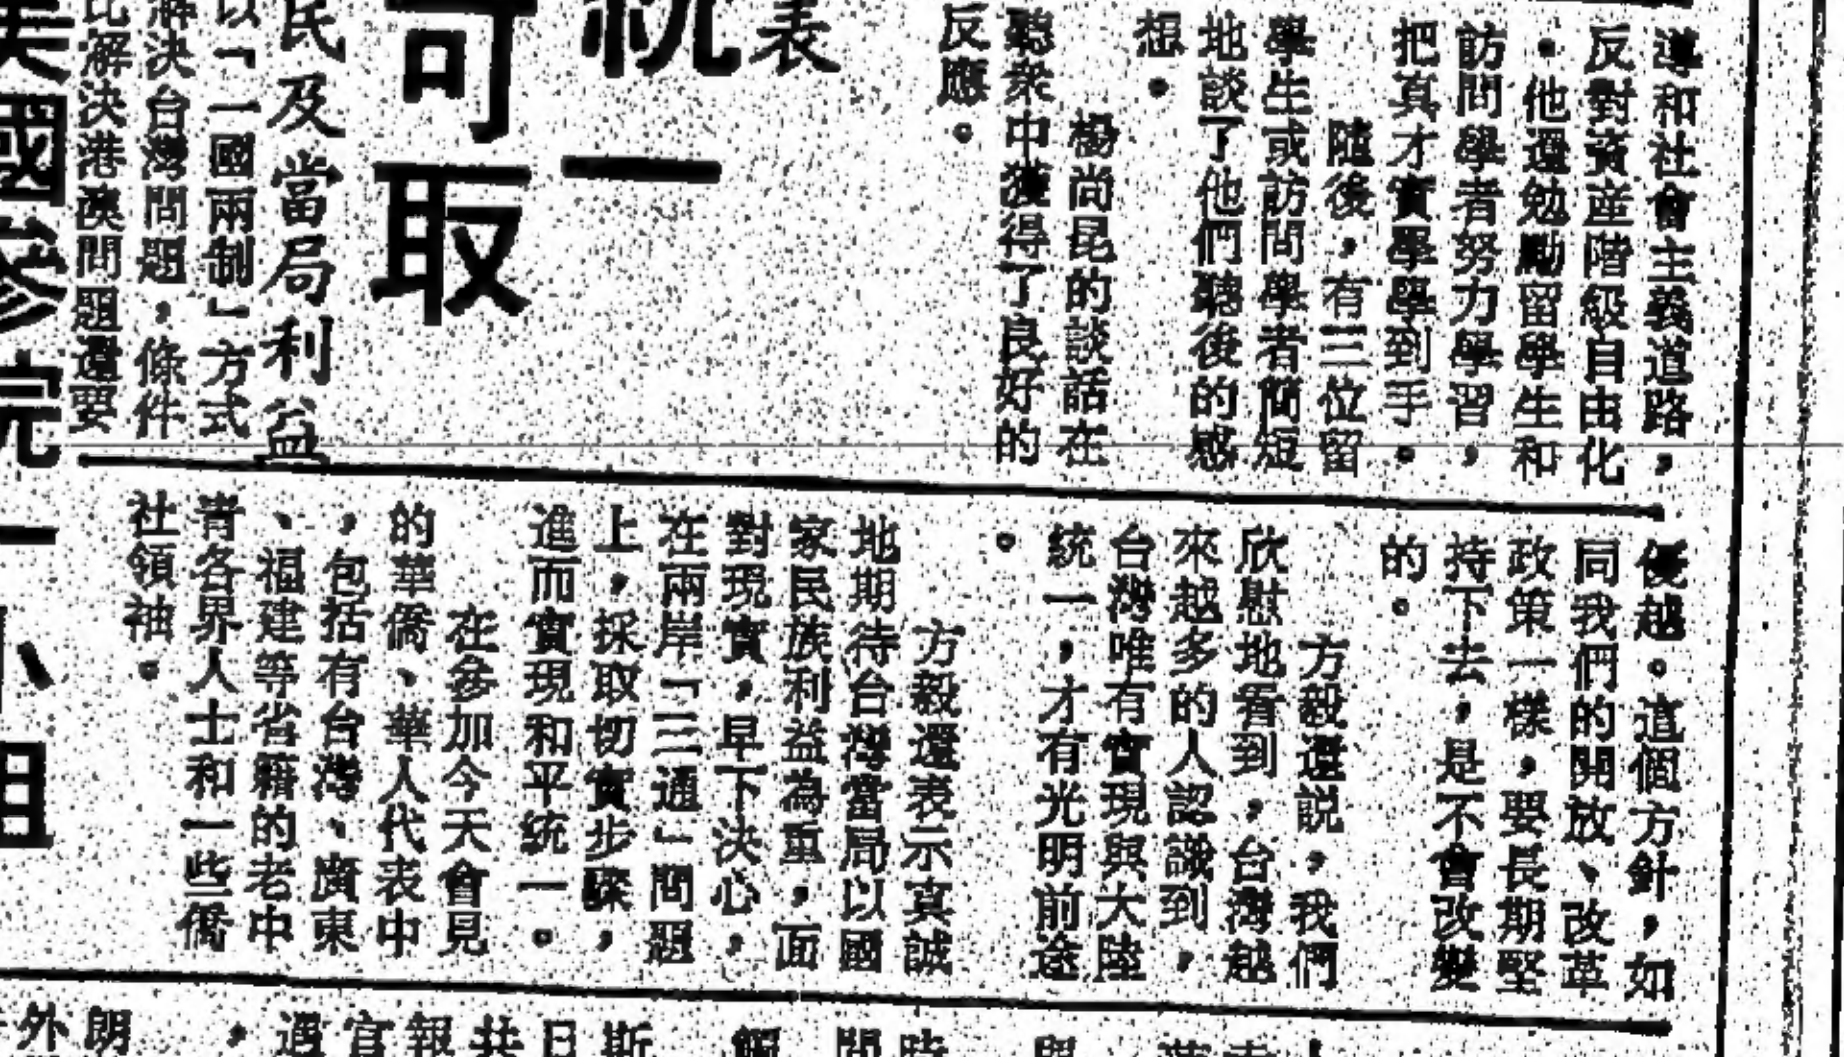 導和社會主義道路，
反對資產階級自由化
。他還勉勵留學生和
訪問學者努力學習，
把真才實學學到手。
隨後，有三位留
學生或訪問學者簡短
地談了他們聽後的感
想。
楊尚昆的談話在
聽衆中獲得了良好的
反應。
表
統一
可取
民及當局利益
以「一國兩制」方式
解決台灣問題，條件
比解決港澳問題還要
優越。這個方針，如
同我們的開放、改革
政策一樣，要長期堅
持下去，是不會改變
的。
方毅還説，我們
欣慰地看到，台灣越
來越多的人認識到，
台灣唯有實現與大陸
統一，才有光明前途
。
方毅還表示真誠
地期待台灣當局以國
家民族利益為重，面
對現實，早下決心，
在兩岸「三通」問題
上，採取切實步驟，
進而實現和平統一。
在參加今天會見
的華僑、華人代表中
，包括有台灣、廣東
、福建等省籍的老中
青各界人士和一些僑
社領袖。
美國參院一小組
斯
日
共
報
官
遇
，
朗
外